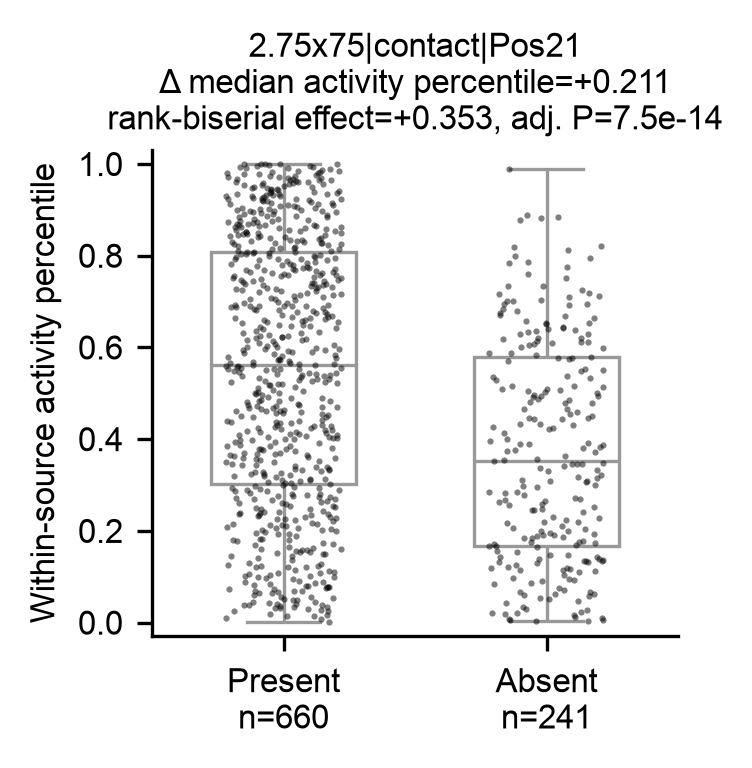 2.75x75|contact|Pos21
Δ median activity percentile=+0.211
rank-biserial effect=+0.353, adj. P=7.5e-14
Within-source activity percentile
1.0
0.8
0.6
0.4
0.2
0.0
Present
n=660
Absent
n=241